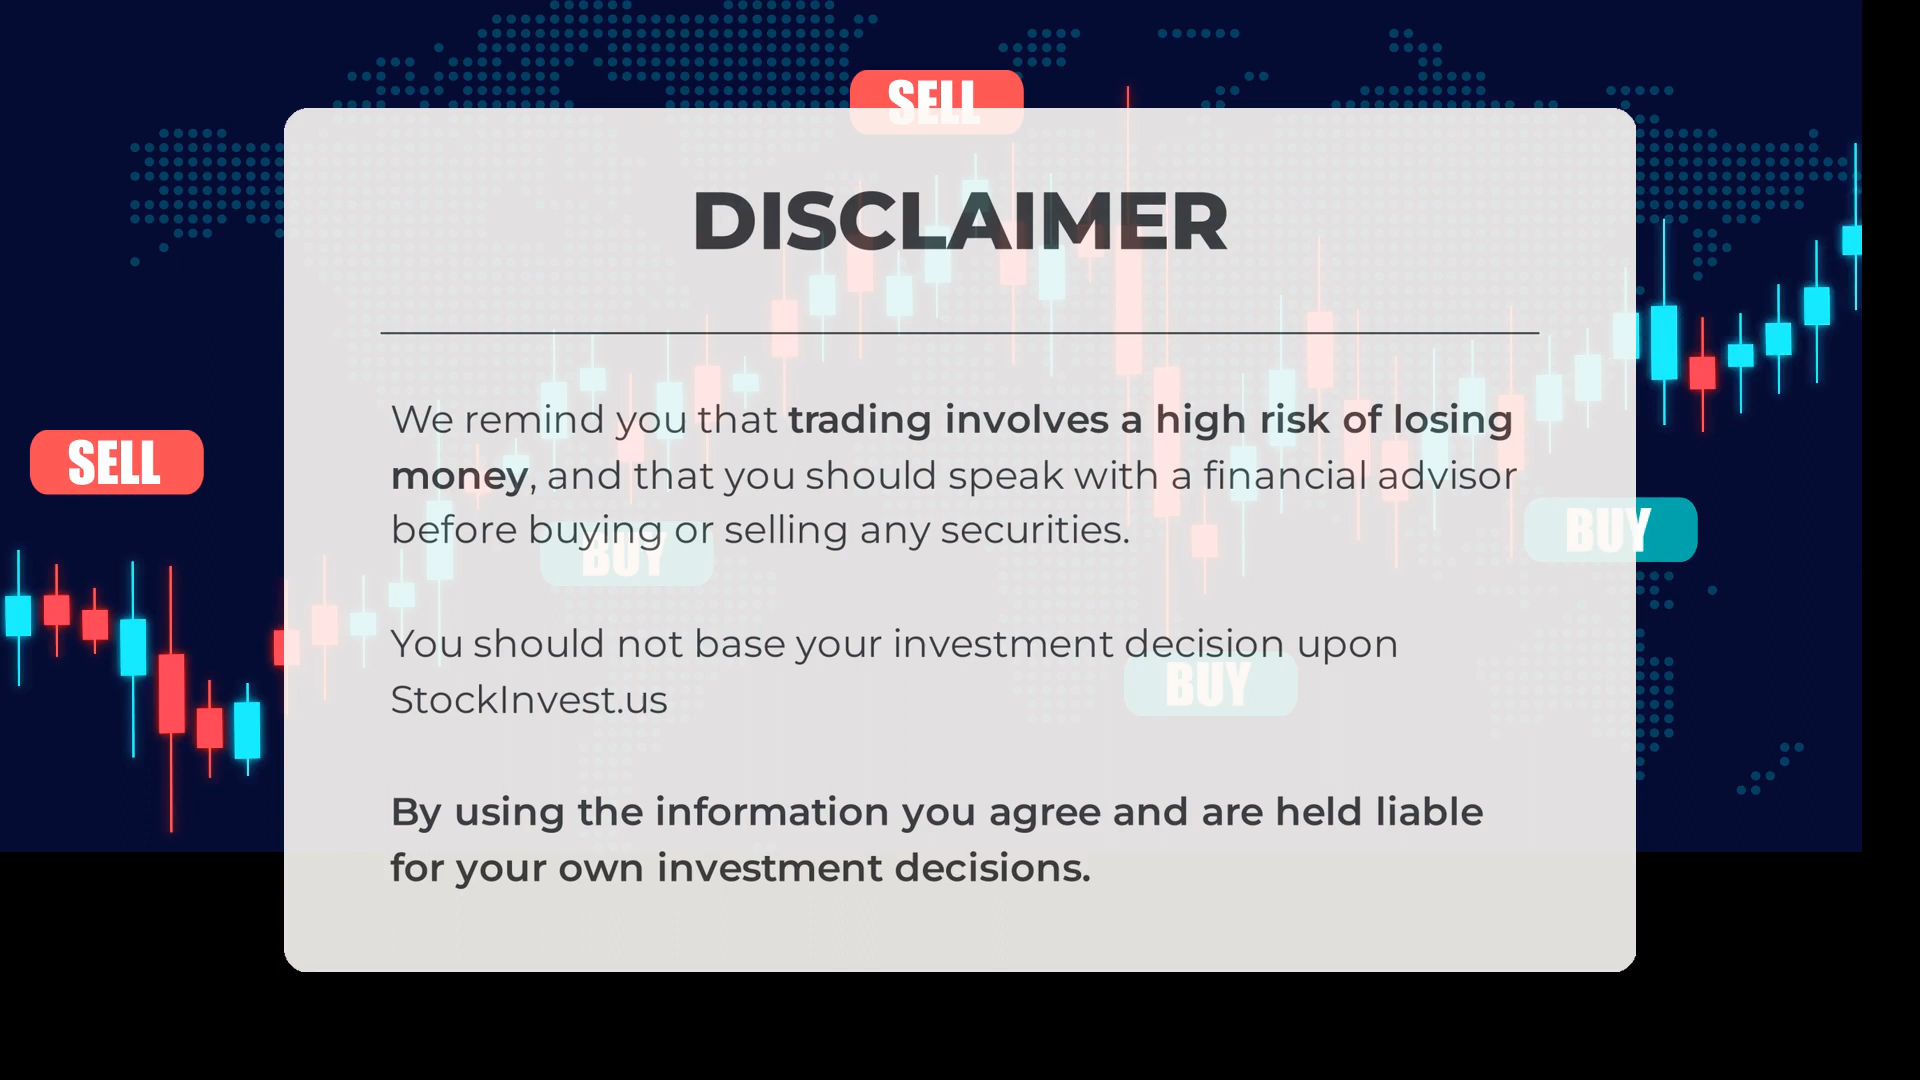 SELL
DISCLAIMER
We remind you that trading involves a high risk of losing
money, and that you should speak with a financial advisor
before buying or selling any securities.
SELL
BUY
BUY
You should not base your investment decision upon
StockInvest.us
BUY
By using the information you agree and are held liable
for your own investment decisions.